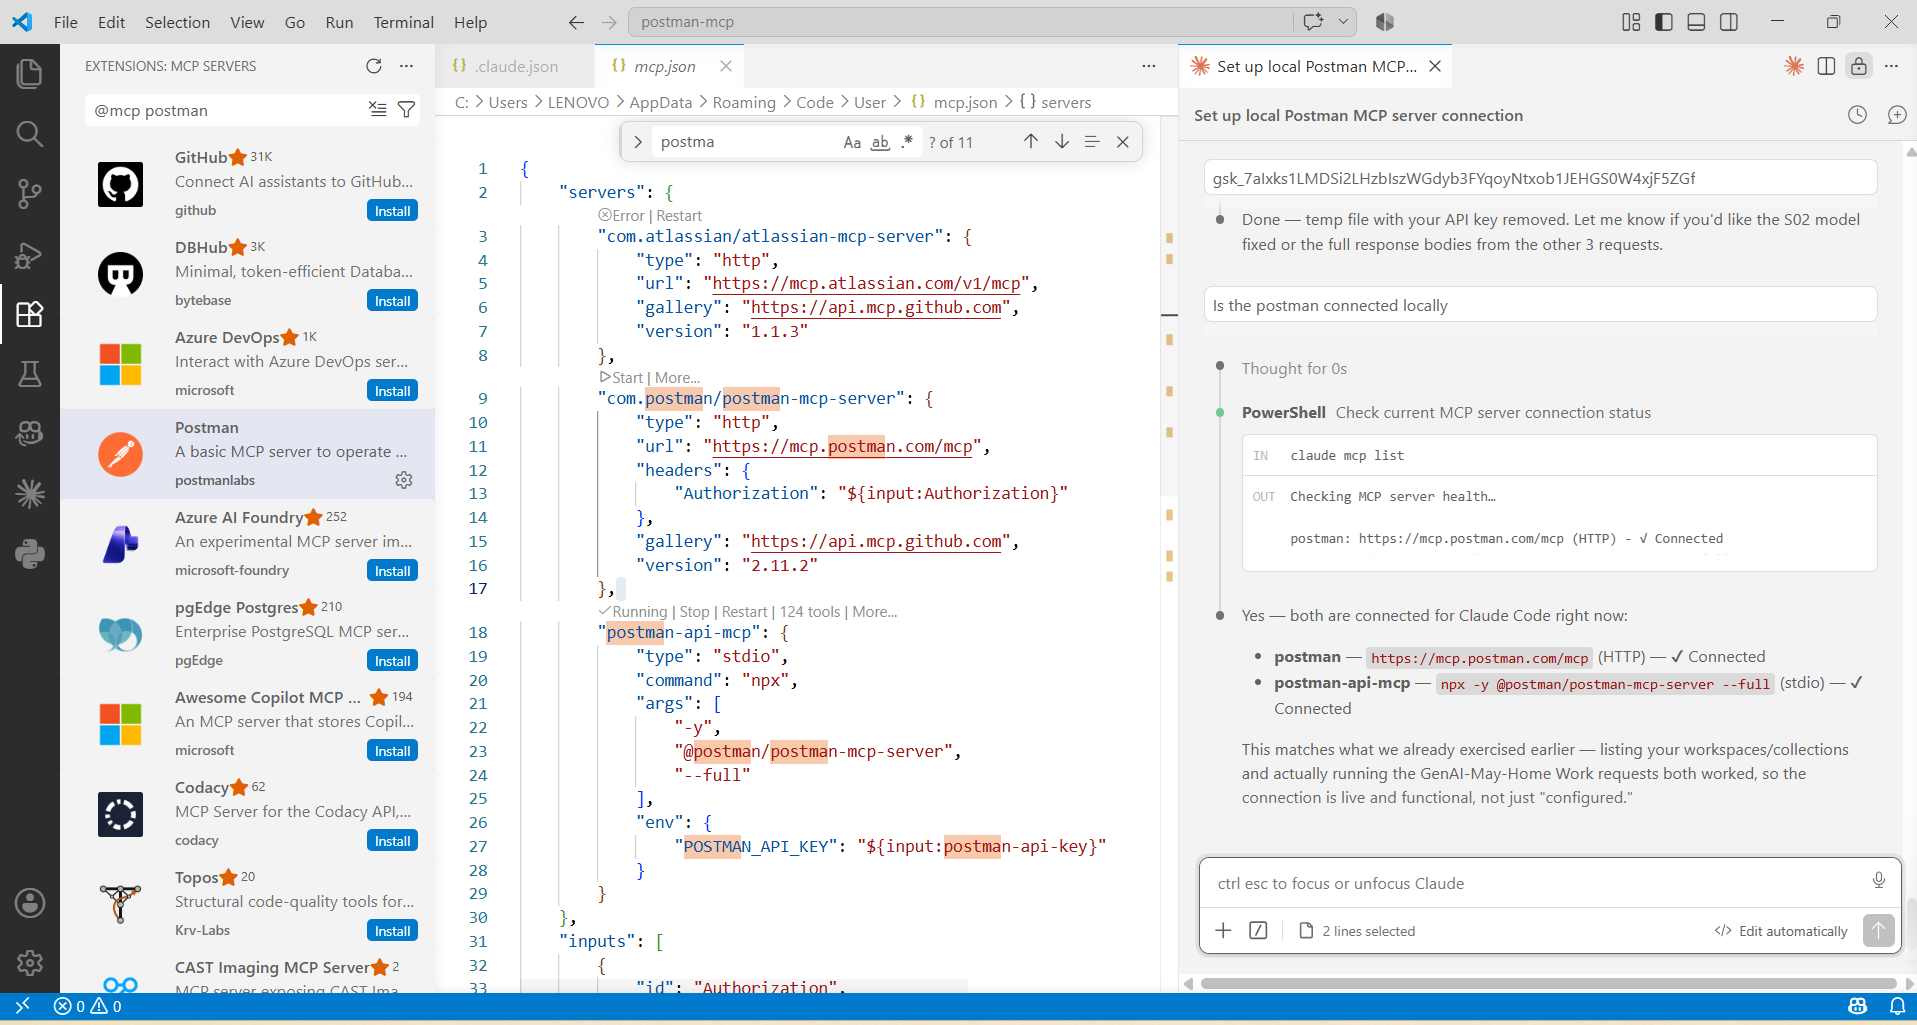 File Edit Selection View Go Run Terminal Help
postman-mcp
EXTENSIONS: MCP SERVERS
@mcp postman
GitHub 31K
Connect AI assistants to GitHub...
github Install
DBHub 3K
Minimal, token-efficient Databa...
bytebase Install
Azure DevOps 1K
Interact with Azure DevOps ser...
microsoft Install
Postman
A basic MCP server to operate ...
postmanlabs
Azure AI Foundry 252
An experimental MCP server im...
microsoft-foundry Install
pgEdge Postgres 210
Enterprise PostgreSQL MCP ser...
pgEdge Install
Awesome Copilot MCP ... 194
An MCP server that stores Copil...
microsoft Install
Codacy 62
MCP Server for the Codacy API,...
codacy Install
Topos 20
Structural code-quality tools for...
Krv-Labs Install
CAST Imaging MCP Server 2
MCP server exposing CAST Ima
{} .claude.json {} mcp.json
C: > Users > LENOVO > AppData > Roaming > Code > User > {} mcp.json > {} servers
postma Aa ab .* ? of 11
1 {
2 "servers": {
Error | Restart
3 "com.atlassian/atlassian-mcp-server": {
4 "type": "http",
5 "url": "https://mcp.atlassian.com/v1/mcp",
6 "gallery": "https://api.mcp.github.com",
7 "version": "1.1.3"
8 },
Start | More...
9 "com.postman/postman-mcp-server": {
10 "type": "http",
11 "url": "https://mcp.postman.com/mcp",
12 "headers": {
13 "Authorization": "${input:Authorization}"
14 },
15 "gallery": "https://api.mcp.github.com",
16 "version": "2.11.2"
17 },
Running | Stop | Restart | 124 tools | More...
18 "postman-api-mcp": {
19 "type": "stdio",
20 "command": "npx",
21 "args": [
22 "-y",
23 "@postman/postman-mcp-server",
24 "--full"
25 ],
26 "env": {
27 "POSTMAN_API_KEY": "${input:postman-api-key}"
28 }
29 }
30 },
31 "inputs": [
32 {
33 "id": "Authorization",
Set up local Postman MCP...
Set up local Postman MCP server connection
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
Done — temp file with your API key removed. Let me know if you'd like the S02 model
fixed or the full response bodies from the other 3 requests.
Is the postman connected locally
Thought for 0s
PowerShell Check current MCP server connection status
IN claude mcp list
OUT Checking MCP server health…
postman: https://mcp.postman.com/mcp (HTTP) - √ Connected
Yes — both are connected for Claude Code right now:
• postman — https://mcp.postman.com/mcp (HTTP) — ✓ Connected
• postman-api-mcp — npx -y @postman/postman-mcp-server --full (stdio) — ✓
Connected
This matches what we already exercised earlier — listing your workspaces/collections
and actually running the GenAI-May-Home Work requests both worked, so the
connection is live and functional, not just "configured."
ctrl esc to focus or unfocus Claude
2 lines selected </> Edit automatically
0 0